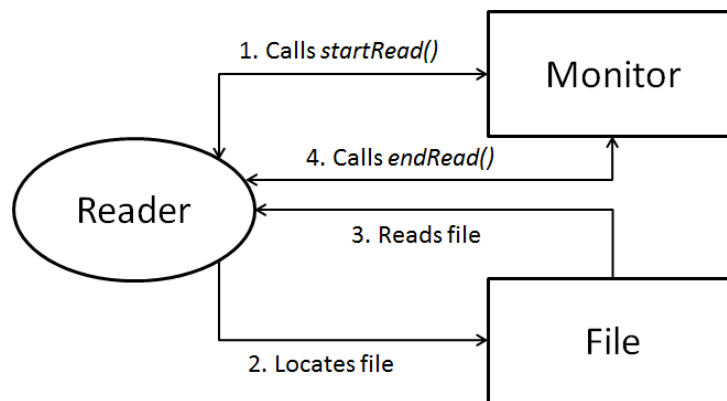 1. Calls startRead()
Monitor
4. Calls endRead()
Reader
3. Reads file
File
2. Locates file